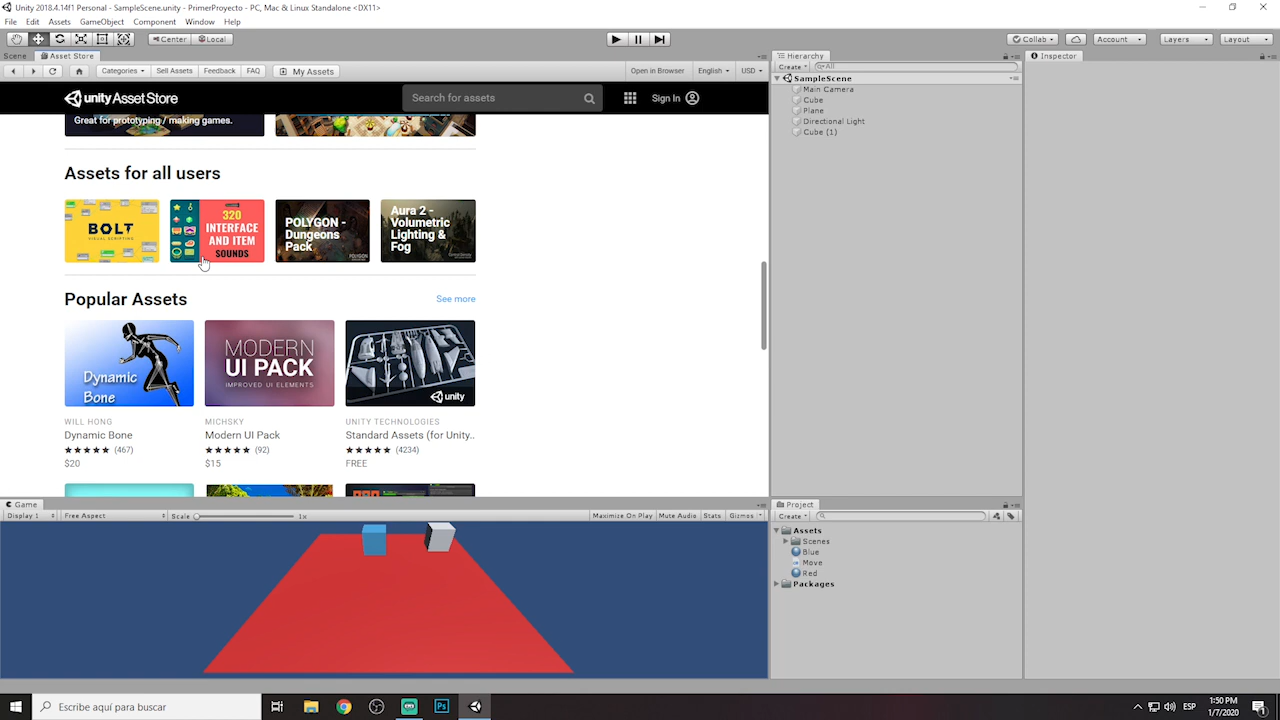 Unity 2018.4.14f1 Personal - SampleScene.unity - PrimerProyecto - PC, Mac & Linux Standalone <DX11>
File Edit Assets GameObject Component Window Help
Center Local
Collab Account Layers Layout
Scene Asset Store
Hierarchy
Inspector
Categories Sell Assets Feedback FAQ My Assets
Open in Browser English USD
Create All
SampleScene
Main Camera
Cube
Plane
Directional Light
Cube (1)
unity Asset Store
Search for assets
Sign In
Great for prototyping / making games.
Assets for all users
BOLT
VISUAL SCRIPTING
320
INTERFACE
AND ITEM
SOUNDS
POLYGON -
Dungeons
Pack
POLYGON
Aura 2 -
Volumetric
Lighting &
Fog
Popular Assets
See more
Dynamic
Bone
MODERN
UI PACK
IMPROVED UI ELEMENTS
unity
WILL HONG
Dynamic Bone
(467)
$20
MICHSKY
Modern UI Pack
(92)
$15
UNITY TECHNOLOGIES
Standard Assets (for Unity..
(4234)
FREE
Game
Display 1 Free Aspect Scale 1x
Maximize On Play Mute Audio Stats Gizmos
Project
Create
Assets
Scenes
Blue
Move
Red
Packages
Escribe aquí para buscar
Ps
ESP
1:50 PM
1/7/2020
1